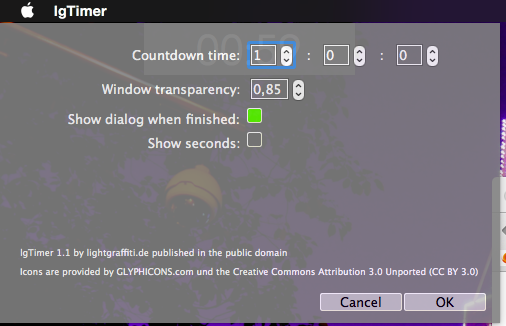 lgTimer
00:59
Countdown time: 1 : 0 : 0
Window transparency: 0,85
Show dialog when finished:
Show seconds:
lgTimer 1.1 by lightgraffiti.de published in the public domain
Icons are provided by GLYPHICONS.com und the Creative Commons Attribution 3.0 Unported (CC BY 3.0)
Cancel OK